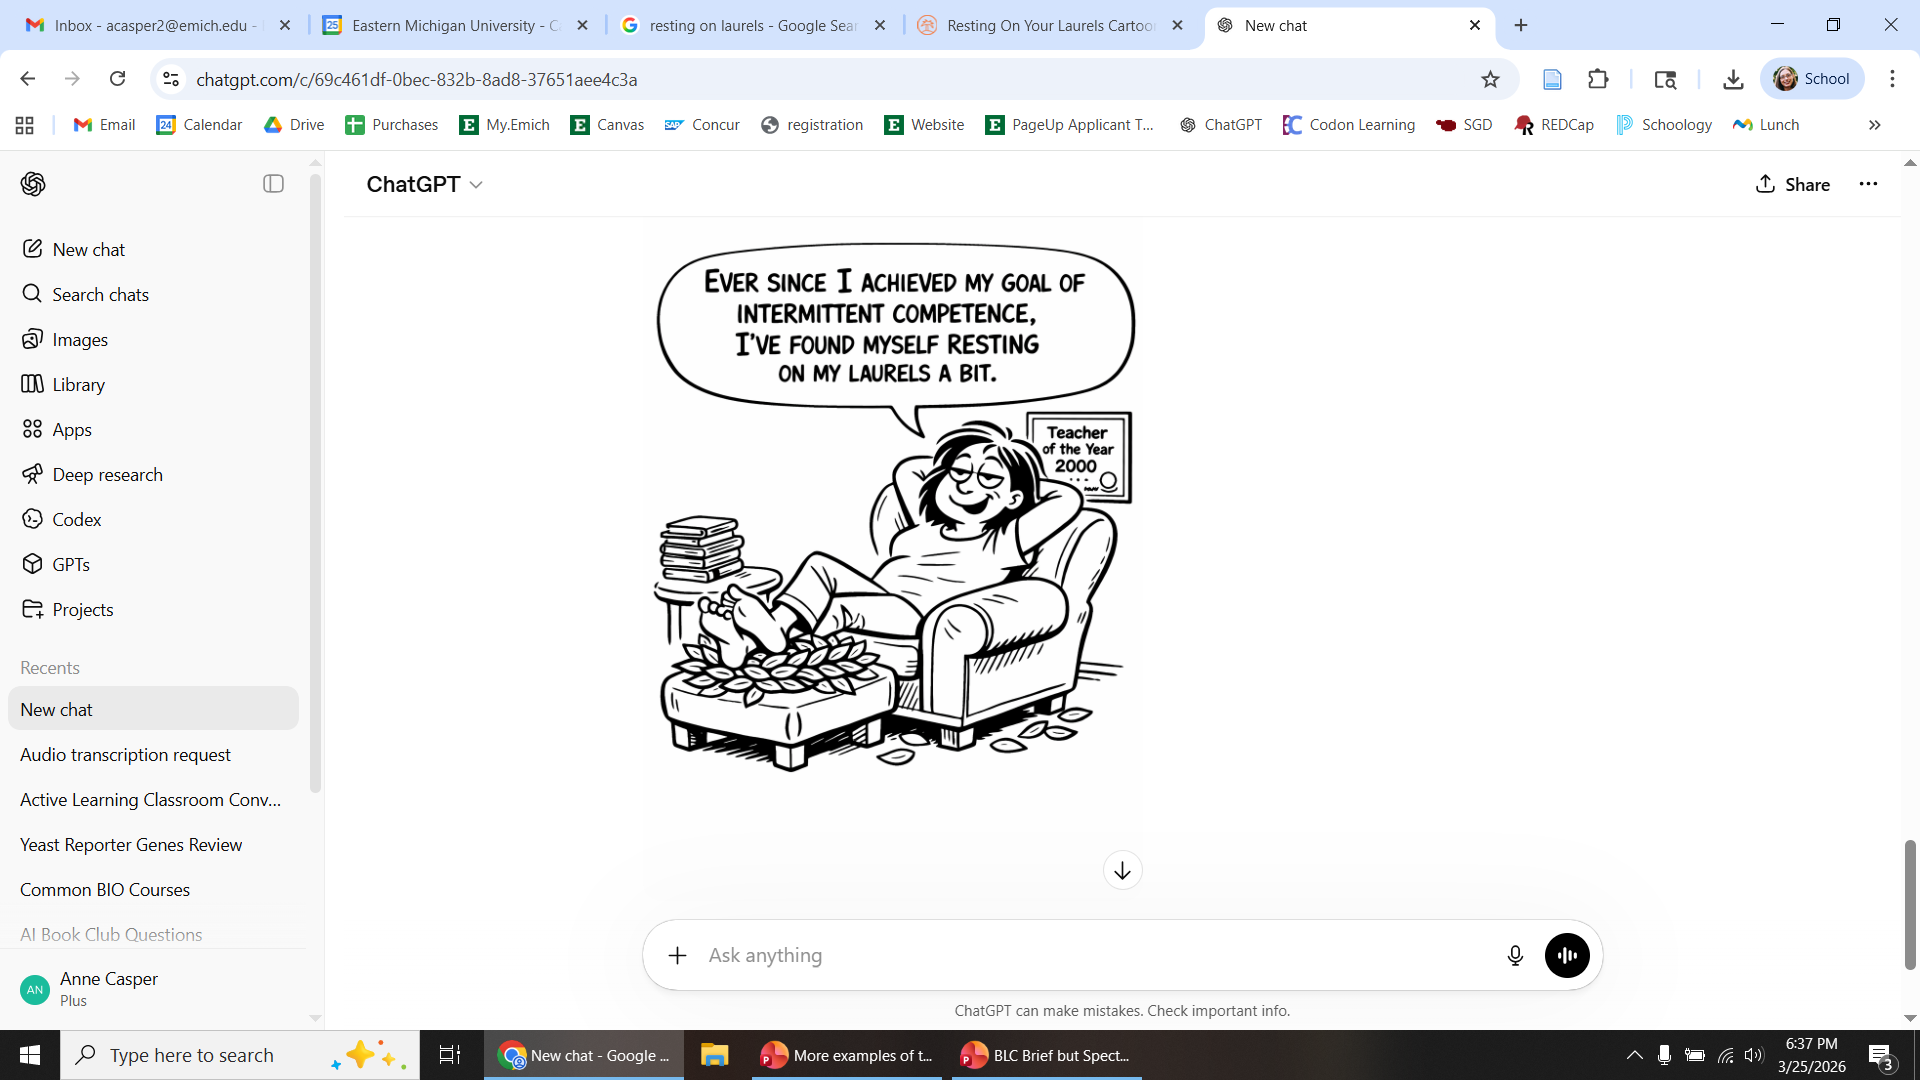 Inbox - acasper2@emich.edu -
Eastern Michigan University - C
resting on laurels - Google Sear
Resting On Your Laurels Cartoo
New chat
chatgpt.com/c/69c461df-0bec-832b-8ad8-37651aee4c3a
School
Email
Calendar
Drive
Purchases
My.Emich
Canvas
Concur
registration
Website
PageUp Applicant T...
ChatGPT
Codon Learning
SGD
REDCap
Schoology
Lunch
ChatGPT
Share
New chat
Search chats
Images
Library
Apps
Deep research
Codex
GPTs
Projects
Recents
New chat
Audio transcription request
Active Learning Classroom Conv...
Yeast Reporter Genes Review
Common BIO Courses
AI Book Club Questions
AN
Anne Casper
Plus
EVER SINCE I ACHIEVED MY GOAL OF
INTERMITTENT COMPETENCE,
I'VE FOUND MYSELF RESTING
ON MY LAURELS A BIT.
Teacher
of the Year
2000
Ask anything
ChatGPT can make mistakes. Check important info.
Type here to search
New chat - Google ...
More examples of t...
BLC Brief but Spect...
6:37 PM
3/25/2026
3